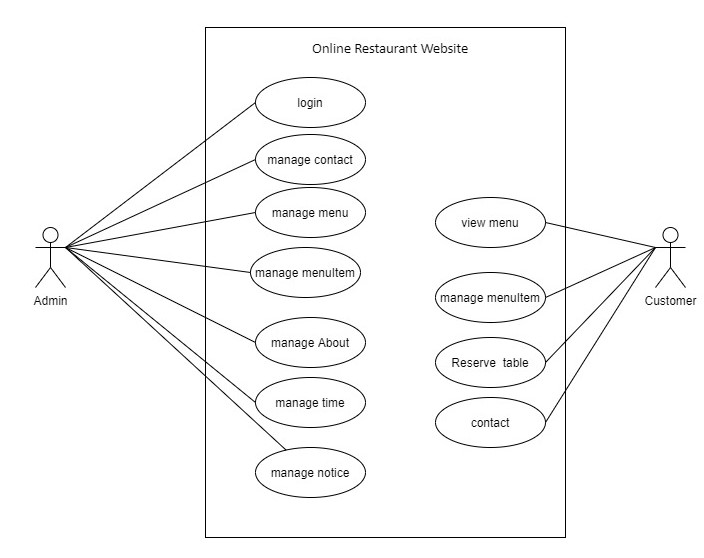 Online Restaurant Website
login
manage contact
manage menu
manage menuItem
manage About
manage time
manage notice
view menu
manage menuItem
Reserve  table
contact
Admin
Customer